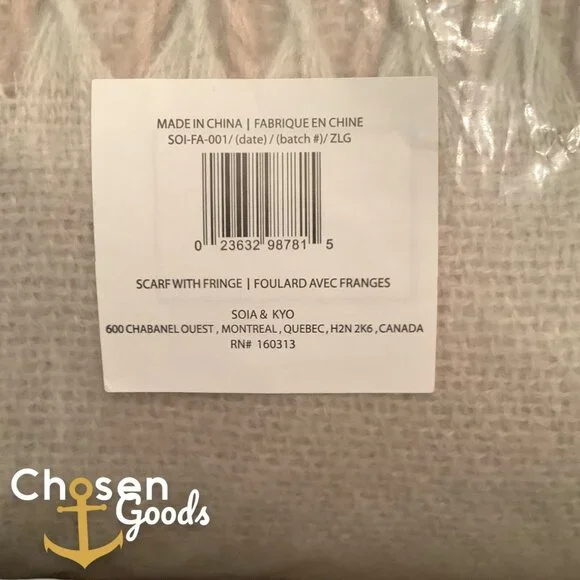 MADE IN CHINA | FABRIQUE EN CHINE
SOI-FA-001/ (date) / (batch #)/ ZLG
0 23632 98781 5
SCARF WITH FRINGE | FOULARD AVEC FRANGES
SOIA & KYO
600 CHABANEL OUEST , MONTREAL , QUEBEC , H2N 2K6 , CANADA
RN# 160313
Chosen
Goods